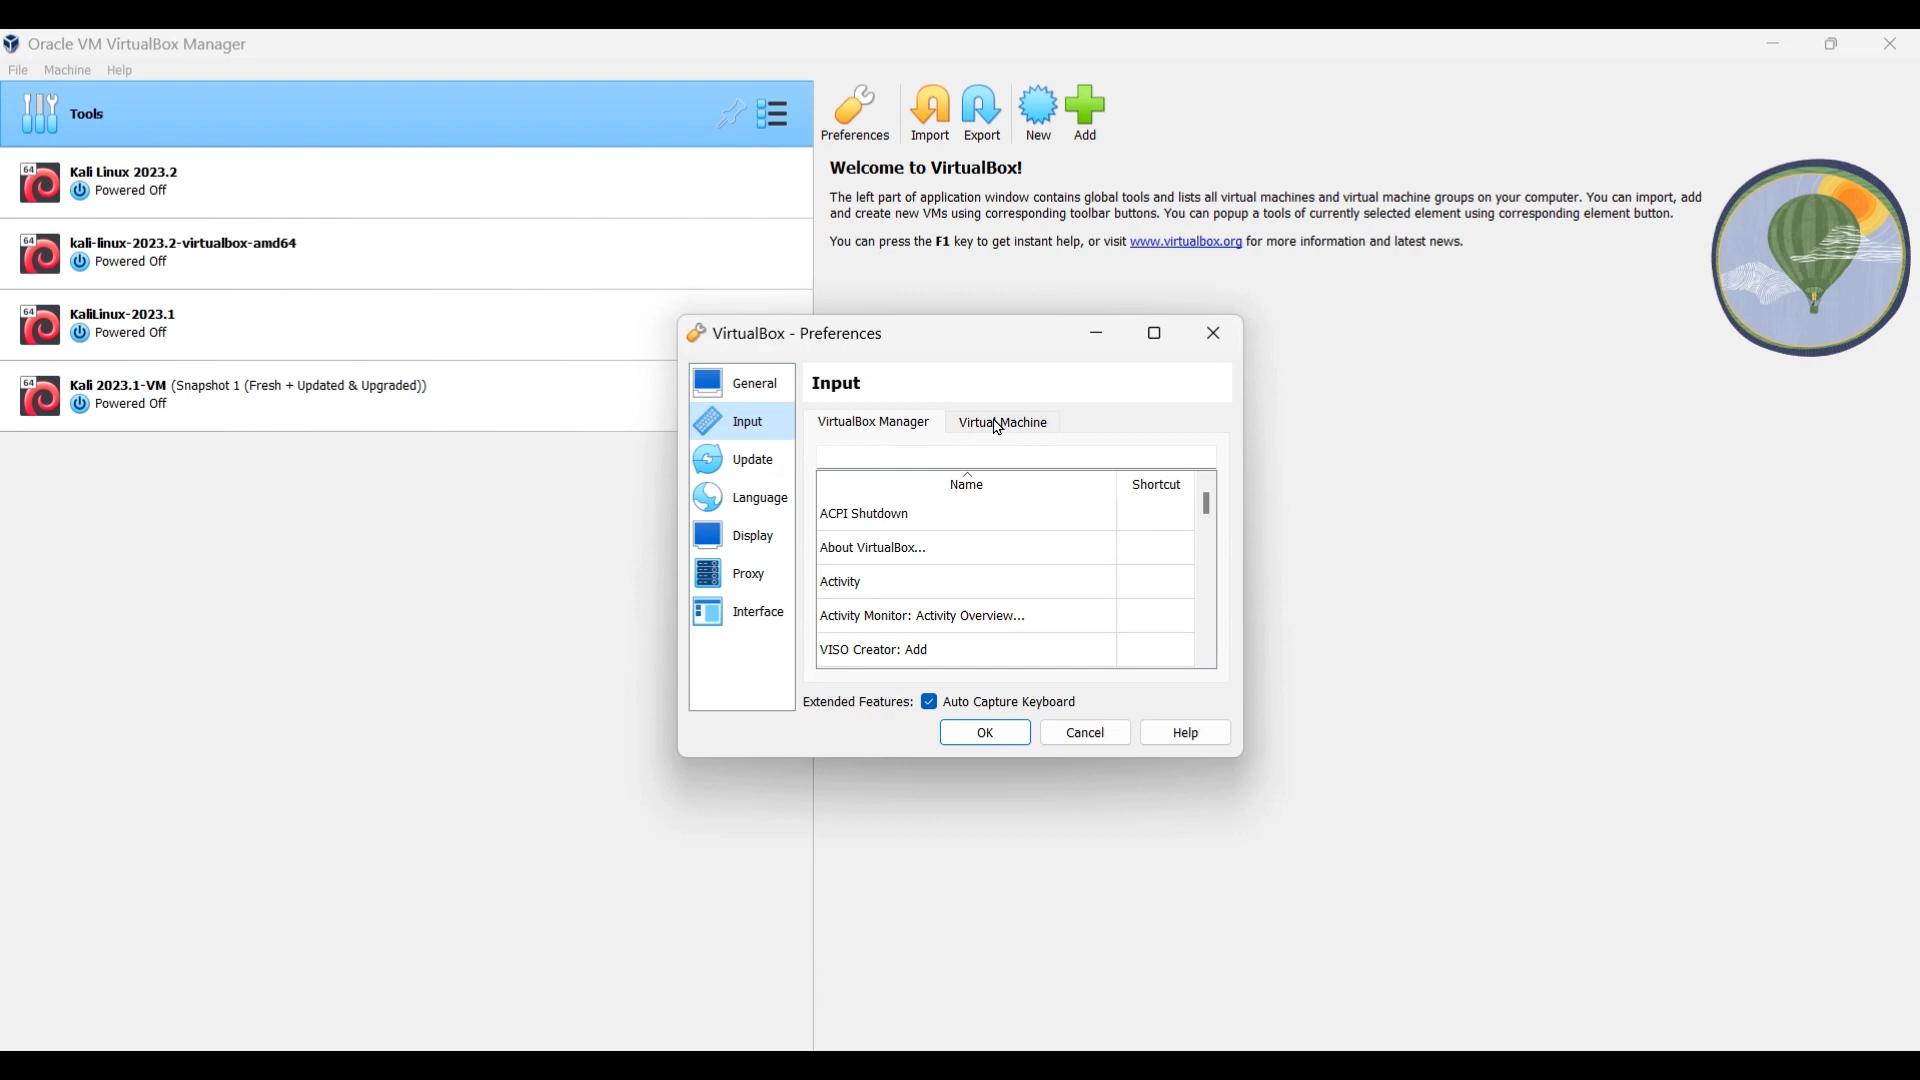 Oracle VM VirtualBox Manager
File Machine Help
Tools
64 Kali Linux 2023.2
Powered Off
64 kali-linux-2023.2-virtualbox-amd64
Powered Off
64 KaliLinux-2023.1
Powered Off
64 Kali 2023.1-VM (Snapshot 1 (Fresh + Updated & Upgraded))
Powered Off
Preferences Import Export New Add
Welcome to VirtualBox!
The left part of application window contains global tools and lists all virtual machines and virtual machine groups on your computer. You can import, add
and create new VMs using corresponding toolbar buttons. You can popup a tools of currently selected element using corresponding element button.
You can press the F1 key to get instant help, or visit www.virtualbox.org for more information and latest news.
VirtualBox - Preferences
General
Input
Update
Language
Display
Proxy
Interface
Input
VirtualBox Manager Virtual Machine
Name Shortcut
ACPI Shutdown
About VirtualBox...
Activity
Activity Monitor: Activity Overview...
VISO Creator: Add
Extended Features: Auto Capture Keyboard
OK Cancel Help